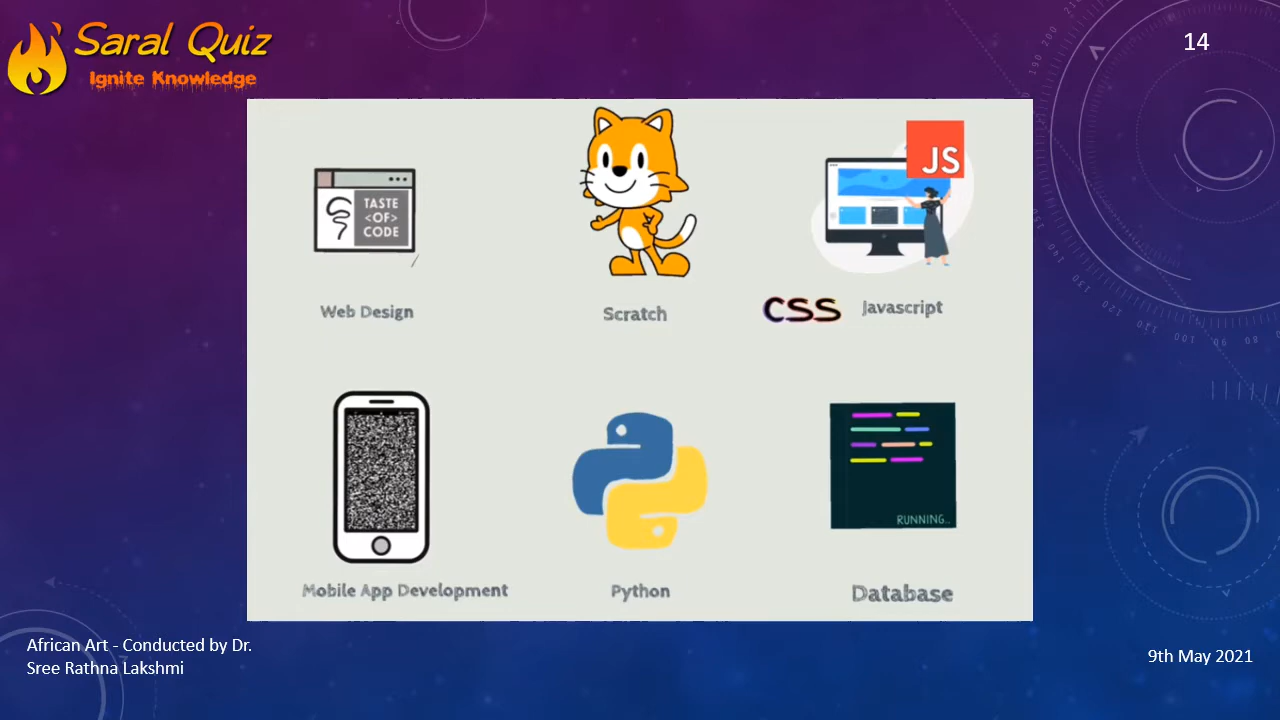 Saral Quiz
Ignite Knowledge
14
TASTE
<OF>
CODE
JS
Web Design
Scratch
CSS
Javascript
RUNNING..
Mobile App Development
Python
Database
African Art - Conducted by Dr.
Sree Rathna Lakshmi
9th May 2021